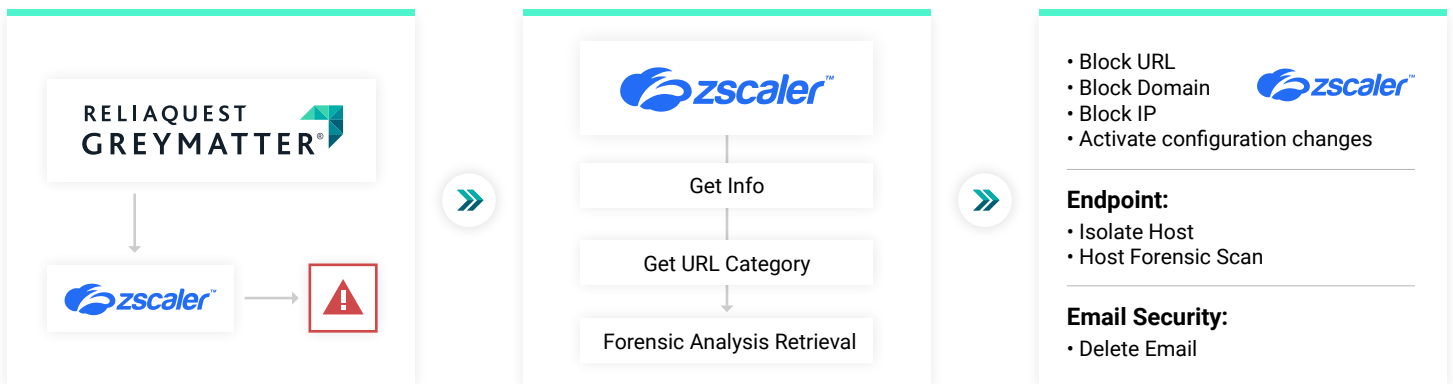 RELIAQUEST
GREYMATTER®
zscaler™
zscaler™
Get Info
Get URL Category
Forensic Analysis Retrieval
• Block URL
• Block Domain
• Block IP
• Activate configuration changes
zscaler™
Endpoint:
• Isolate Host
• Host Forensic Scan
Email Security:
• Delete Email